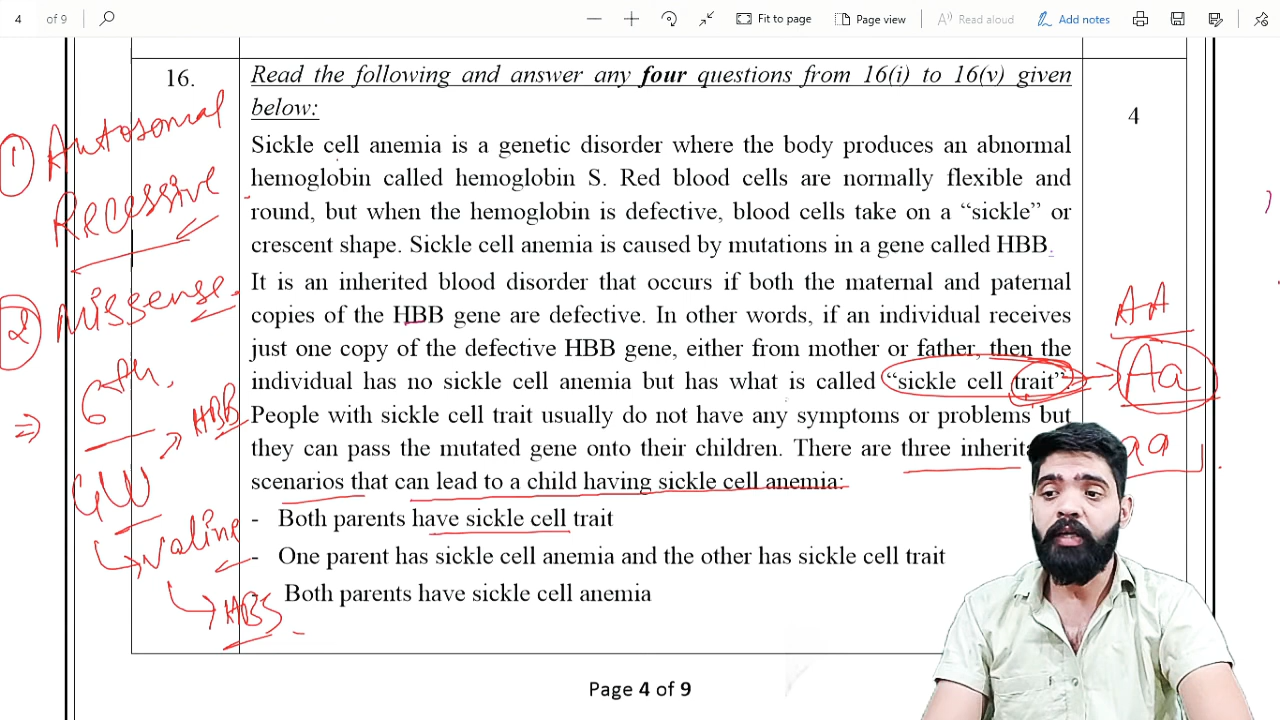 4 of 9
Fit to page
Page view
Read aloud
Add notes
16.
Read the following and answer any four questions from 16(i) to 16(v) given
below:
4
Sickle cell anemia is a genetic disorder where the body produces an abnormal
hemoglobin called hemoglobin S. Red blood cells are normally flexible and
round, but when the hemoglobin is defective, blood cells take on a “sickle” or
crescent shape. Sickle cell anemia is caused by mutations in a gene called HBB.
It is an inherited blood disorder that occurs if both the maternal and paternal
copies of the HBB gene are defective. In other words, if an individual receives
just one copy of the defective HBB gene, either from mother or father, then the
individual has no sickle cell anemia but has what is called “sickle cell trait”.
People with sickle cell trait usually do not have any symptoms or problems but
they can pass the mutated gene onto their children. There are three
scenarios that can lead to a child having sickle cell anemia:
- Both parents have sickle cell trait
- One parent has sickle cell anemia and the other has sickle cell trait
Both parents have sickle cell anemia
Page 4 of 9
1 Autosomal
Recessive
2 Missense.
6th
HBB
Valine
HBS
AA
Aa
aa